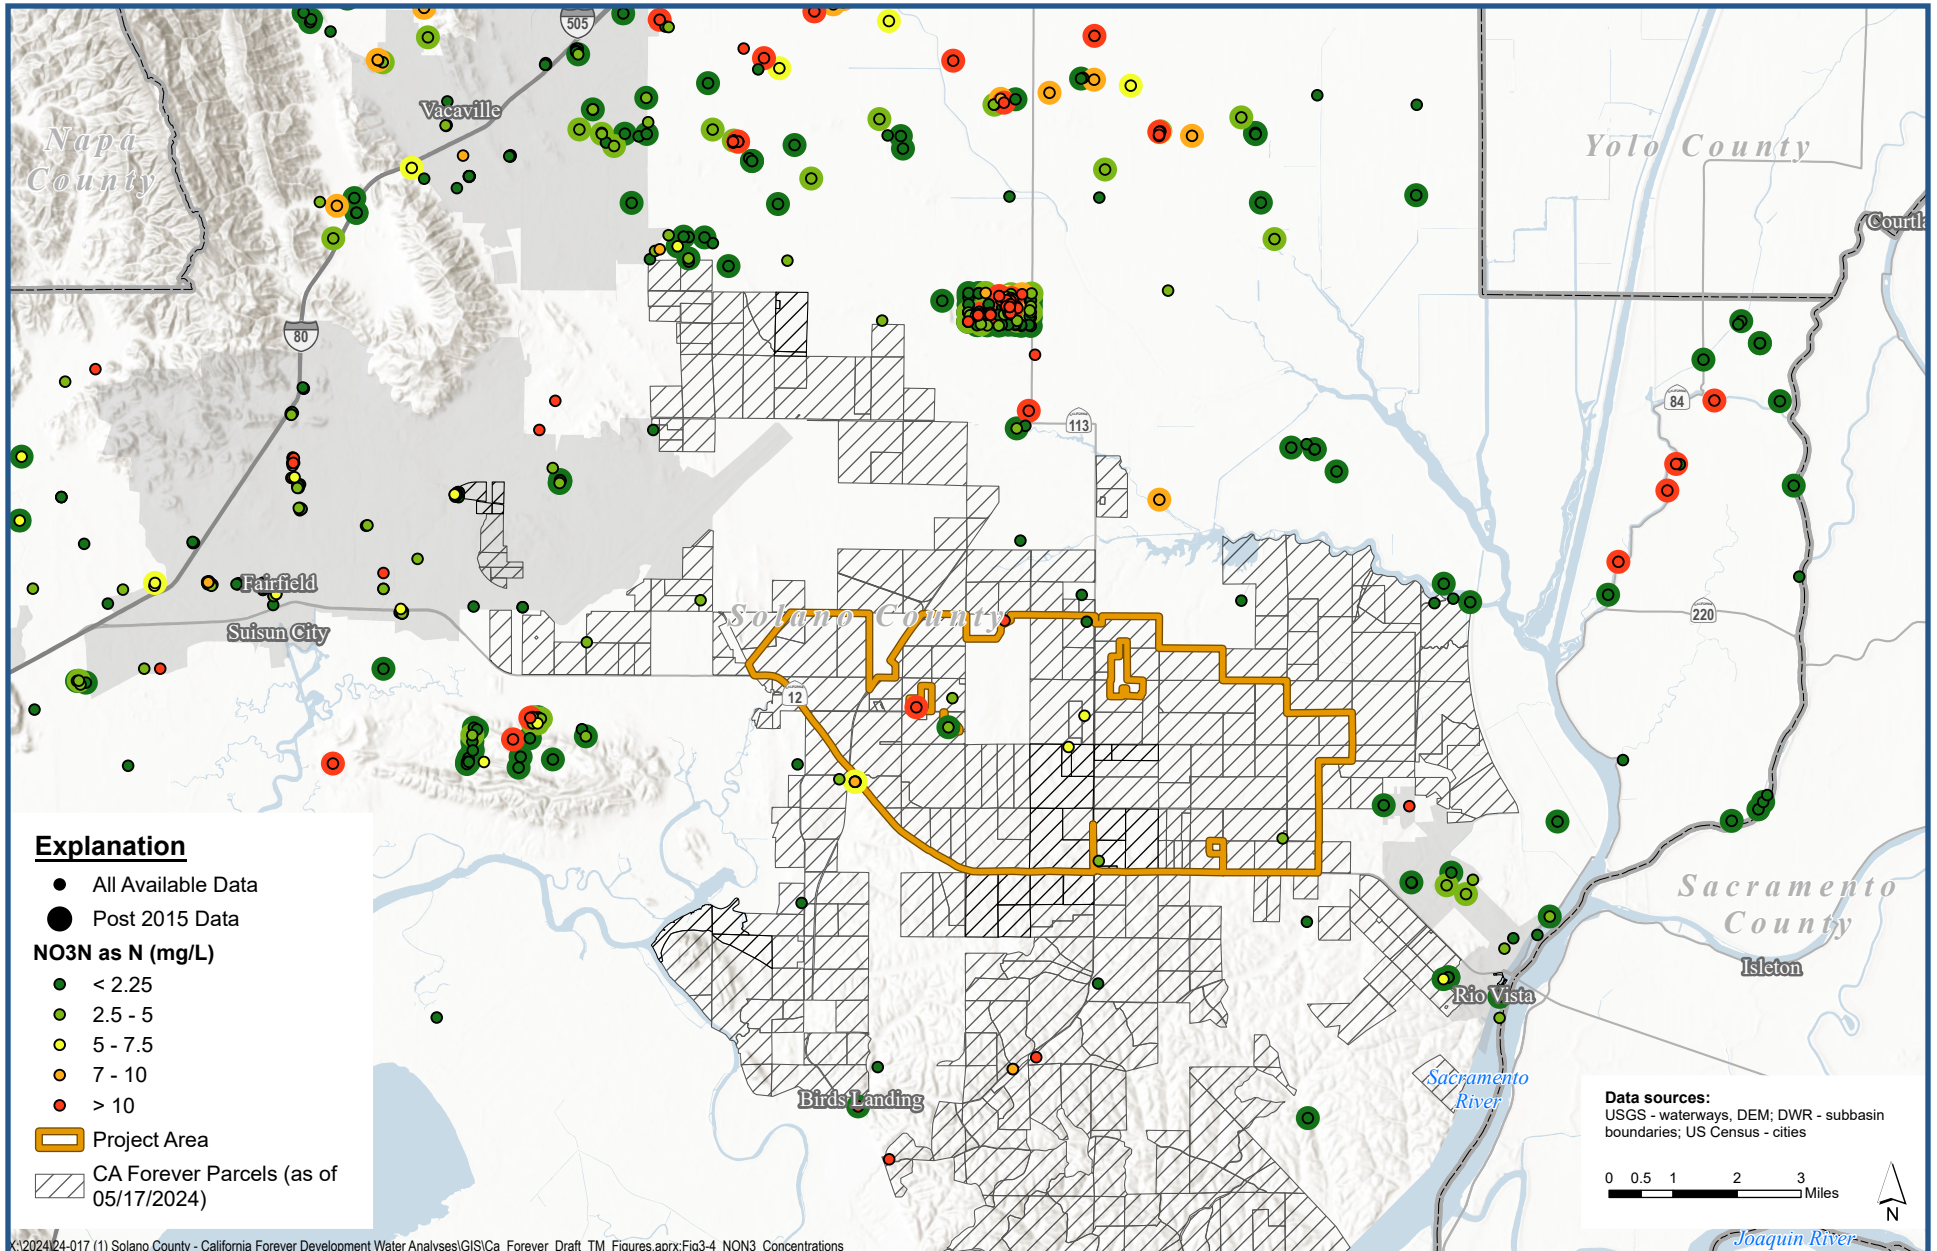 505
Vacaville
Napa
County
Yolo County
Courtla
80
113
84
220
Fairfield
Suisun City
Solano County
12
Explanation
All Available Data
Post 2015 Data
NO3N as N (mg/L)
< 2.25
2.5 - 5
5 - 7.5
7 - 10
> 10
Project Area
CA Forever Parcels (as of
05/17/2024)
Sacramento
County
Isleton
Rio Vista
Birds Landing
Sacramento
River
Data sources:
USGS - waterways, DEM; DWR - subbasin
boundaries; US Census - cities
0 0.5 1 2 3
Miles
N
Joaquin River
X:\2024\24-017 (1) Solano County - California Forever Development Water Analyses\GIS\Ca_Forever_Draft_TM_Figures.aprx:Fig3-4_NON3_Concentrations